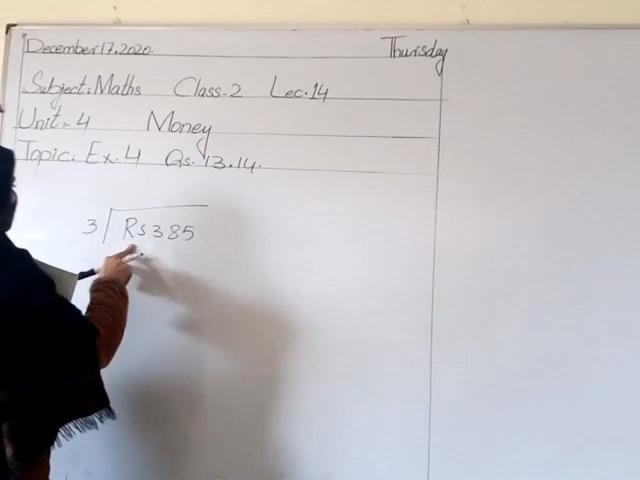 December 17, 2020. Thursday
Subject: Maths Class-2 Lec.14
Unit.4 Money
Topic: Ex.4 Qs. 13.14.
3 Rs 385